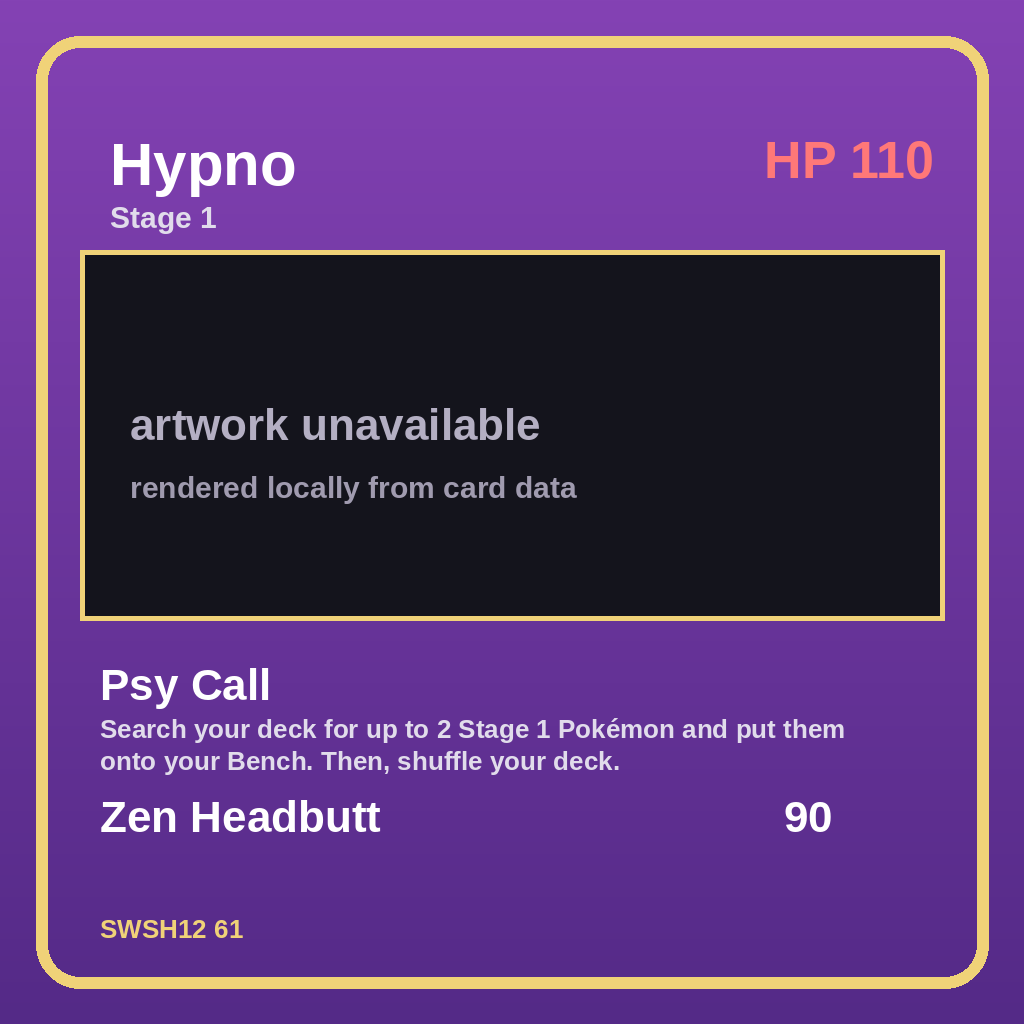 Hypno
HP 110
Stage 1
artwork unavailable
rendered locally from card data
Psy Call
Search your deck for up to 2 Stage 1 Pokémon and put them
onto your Bench. Then, shuffle your deck.
Zen Headbutt
90
SWSH12 61